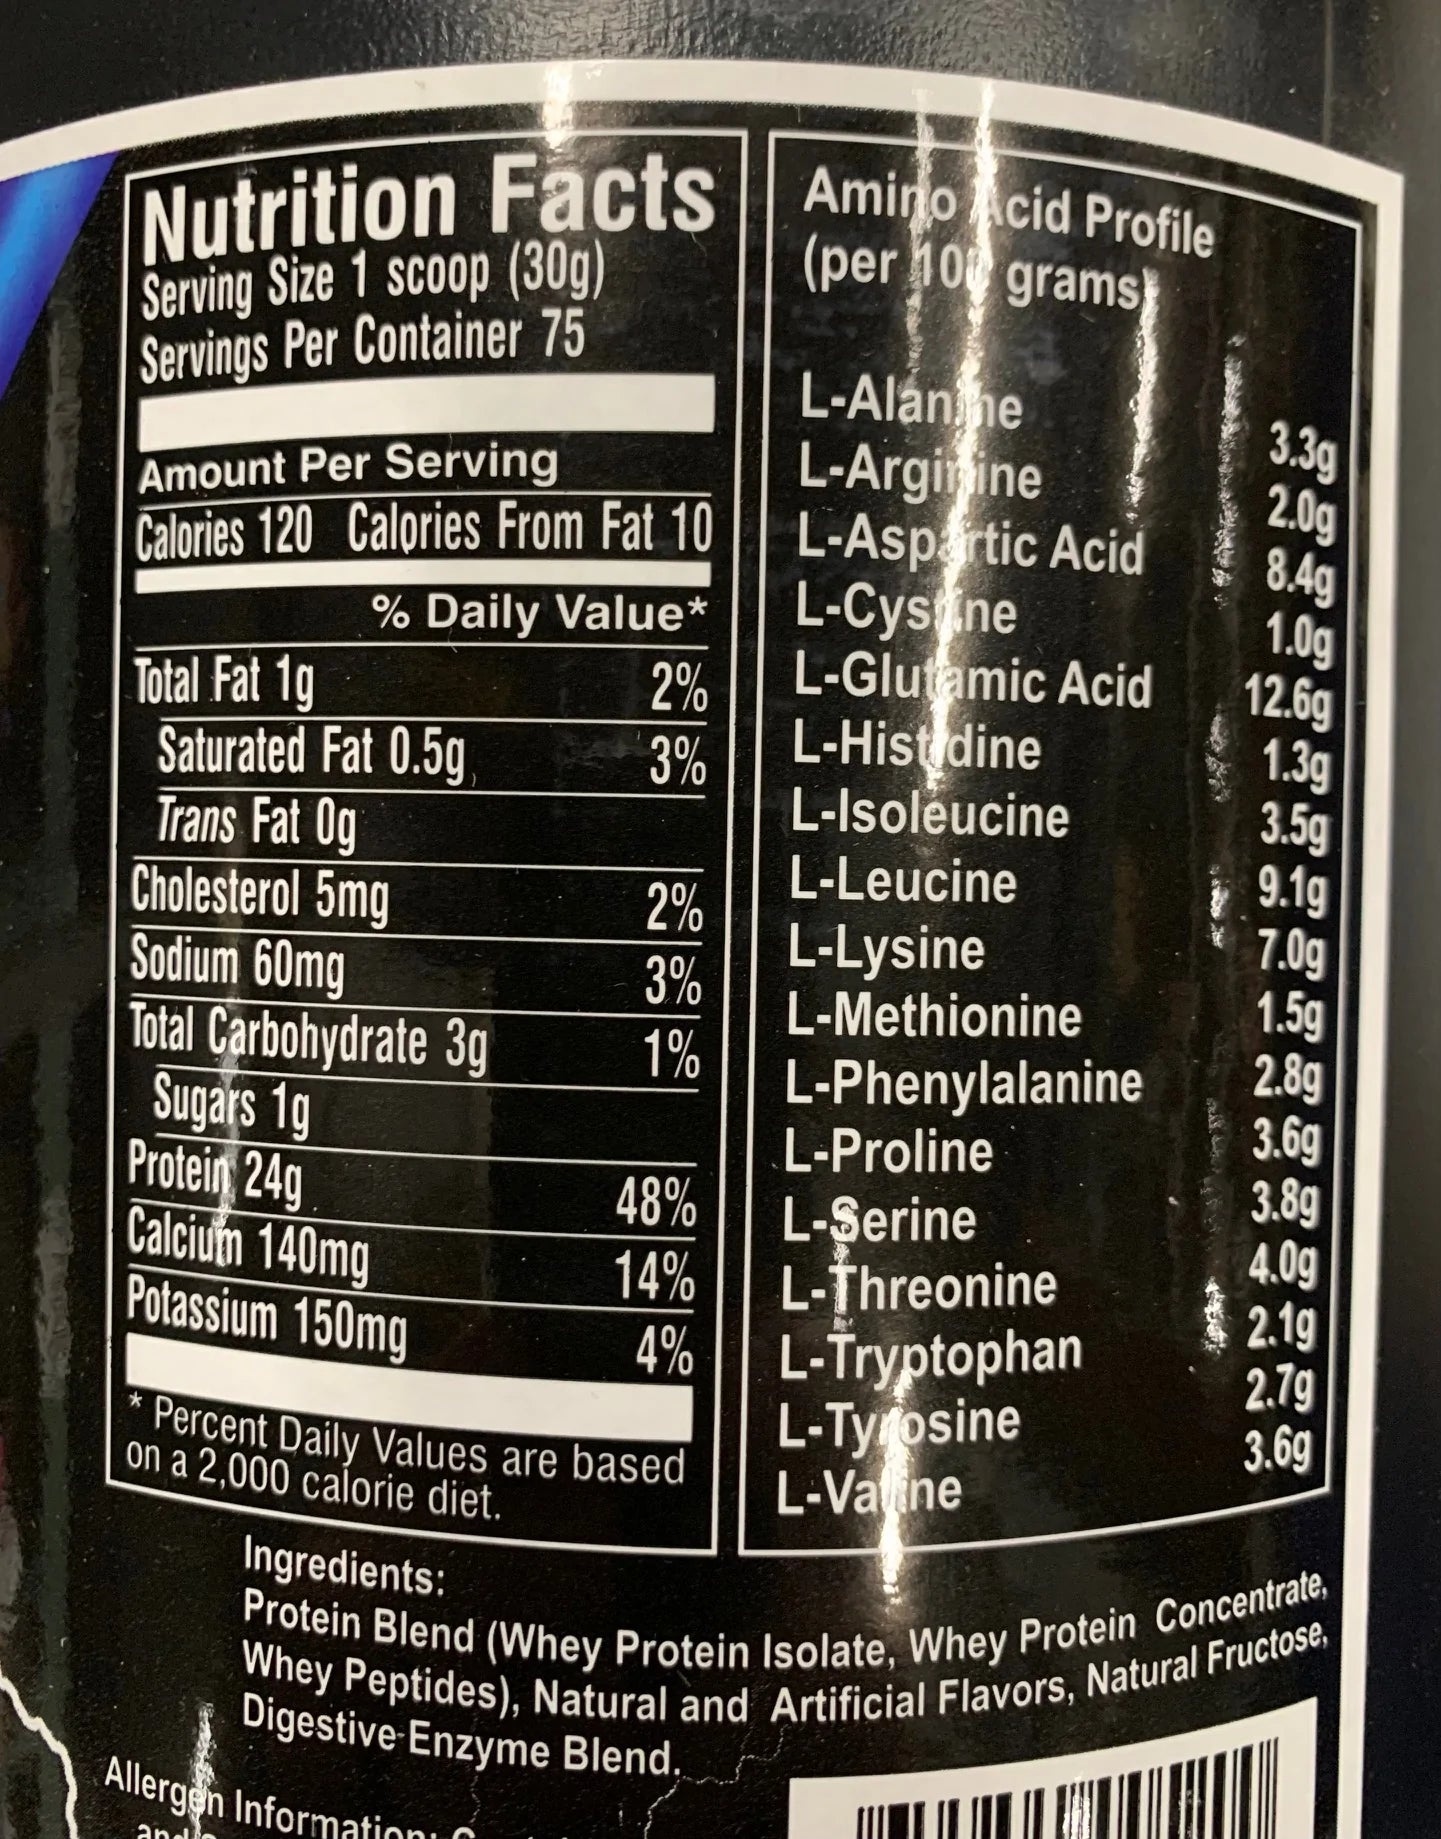 Nutrition Facts
Serving Size 1 scoop (30g)
Servings Per Container 75
Amount Per Serving
Calories 120 Calories From Fat 10
% Daily Value*
Total Fat 1g 2%
Saturated Fat 0.5g 3%
Trans Fat 0g
Cholesterol 5mg 2%
Sodium 60mg 3%
Total Carbohydrate 3g 1%
Sugars 1g
Protein 24g 48%
Calcium 140mg 14%
Potassium 150mg 4%
* Percent Daily Values are based
on a 2,000 calorie diet.
Amino Acid Profile
(per 100 grams)
L-Alanine 3.3g
L-Arginine 2.0g
L-Aspartic Acid 8.4g
L-Cystine 1.0g
L-Glutamic Acid 12.6g
L-Histidine 1.3g
L-Isoleucine 3.5g
L-Leucine 9.1g
L-Lysine 7.0g
L-Methionine 1.5g
L-Phenylalanine 2.8g
L-Proline 3.6g
L-Serine 3.8g
L-Threonine 4.0g
L-Tryptophan 2.1g
L-Tyrosine 2.7g
L-Valine 3.6g
Ingredients:
Protein Blend (Whey Protein Isolate, Whey Protein Concentrate,
Whey Peptides), Natural and Artificial Flavors, Natural Fructose,
Digestive Enzyme Blend.
Allergen Information:
and